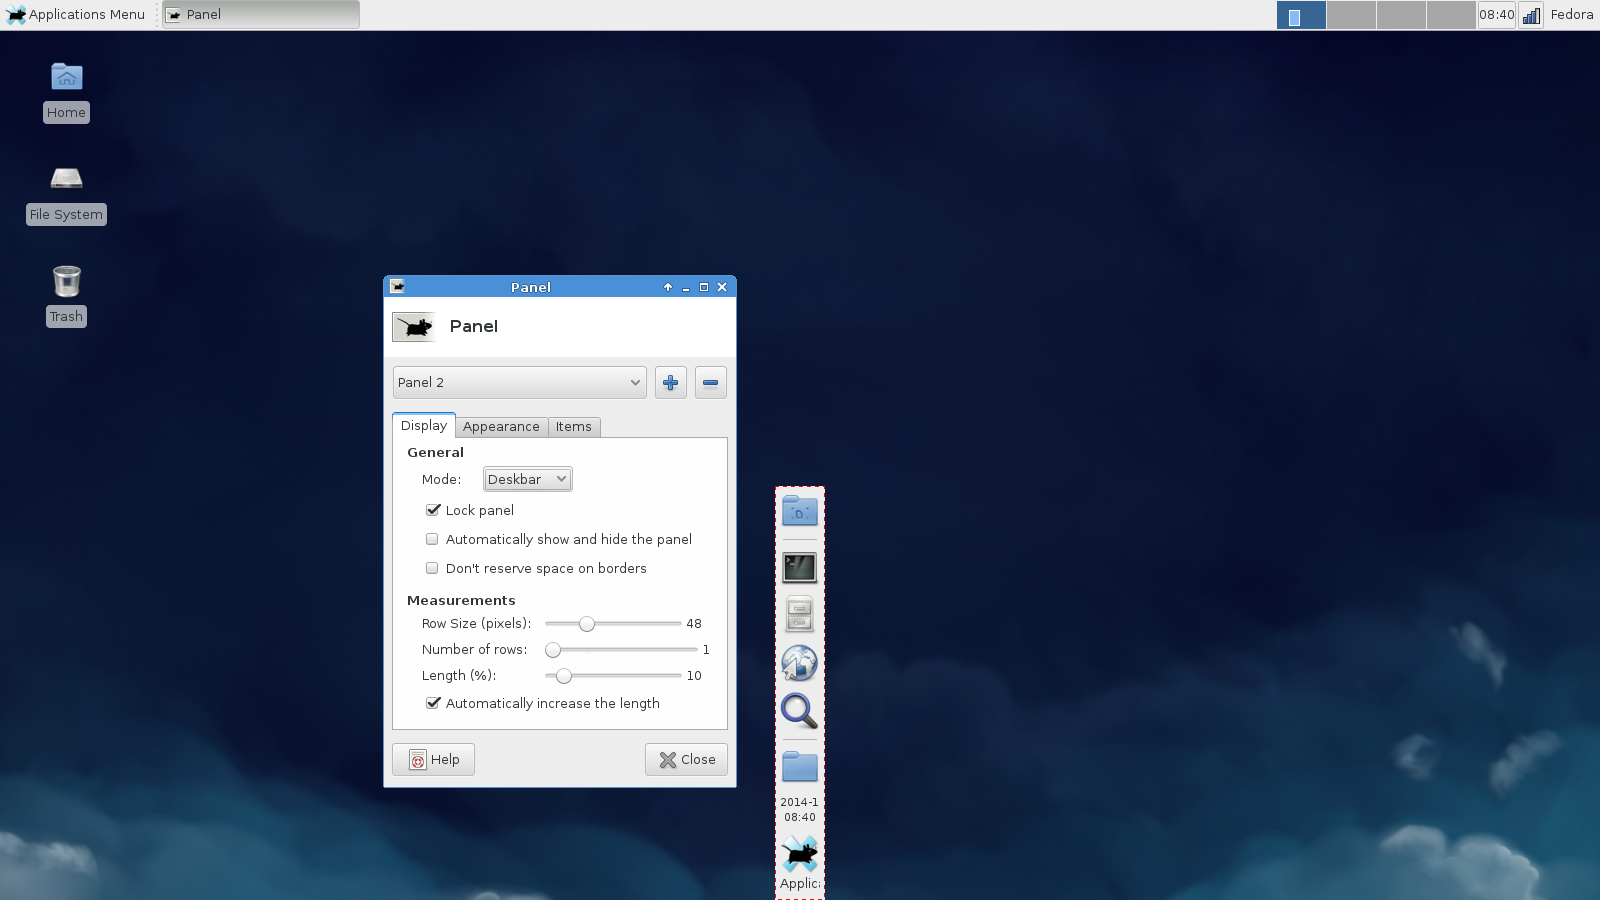 Applications Menu
Panel
08:40
Fedora
Home
File System
Trash
Panel
Panel
Panel 2
Display
Appearance
Items
General
Mode:
Deskbar
Lock panel
Automatically show and hide the panel
Don't reserve space on borders
Measurements
Row Size (pixels):
48
Number of rows:
1
Length (%):
10
Automatically increase the length
Help
Close
D
2014-1
08:40
Applic